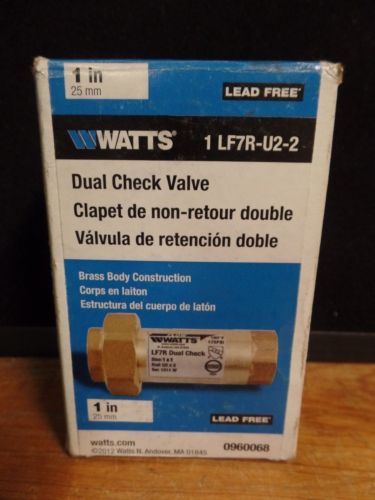 1 in
25 mm
LEAD FREE*
WATTS®
1 LF7R-U2-2
Dual Check Valve
Clapet de non-retour double
Válvula de retención doble
Brass Body Construction
Corps en laiton
Estructura del cuerpo de latón
WATTS
LF7R Dual Check
1 in
25 mm
LEAD FREE*
watts.com
©2012 Watts N. Andover, MA 01845
0960068